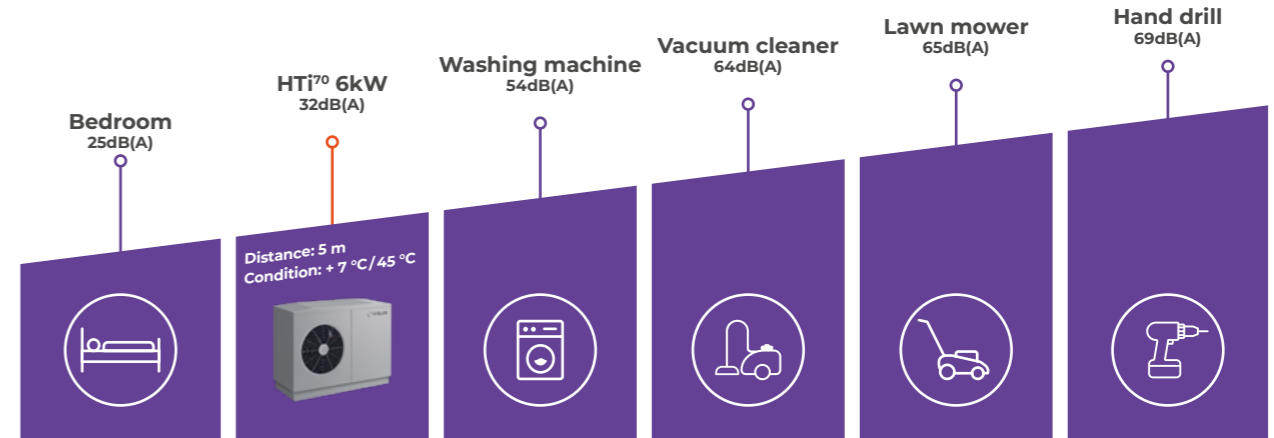 Bedroom
25dB(A)
HTi⁷⁰ 6kW
32dB(A)
Washing machine
54dB(A)
Vacuum cleaner
64dB(A)
Lawn mower
65dB(A)
Hand drill
69dB(A)
Distance: 5 m
Condition: + 7 °C/45 °C